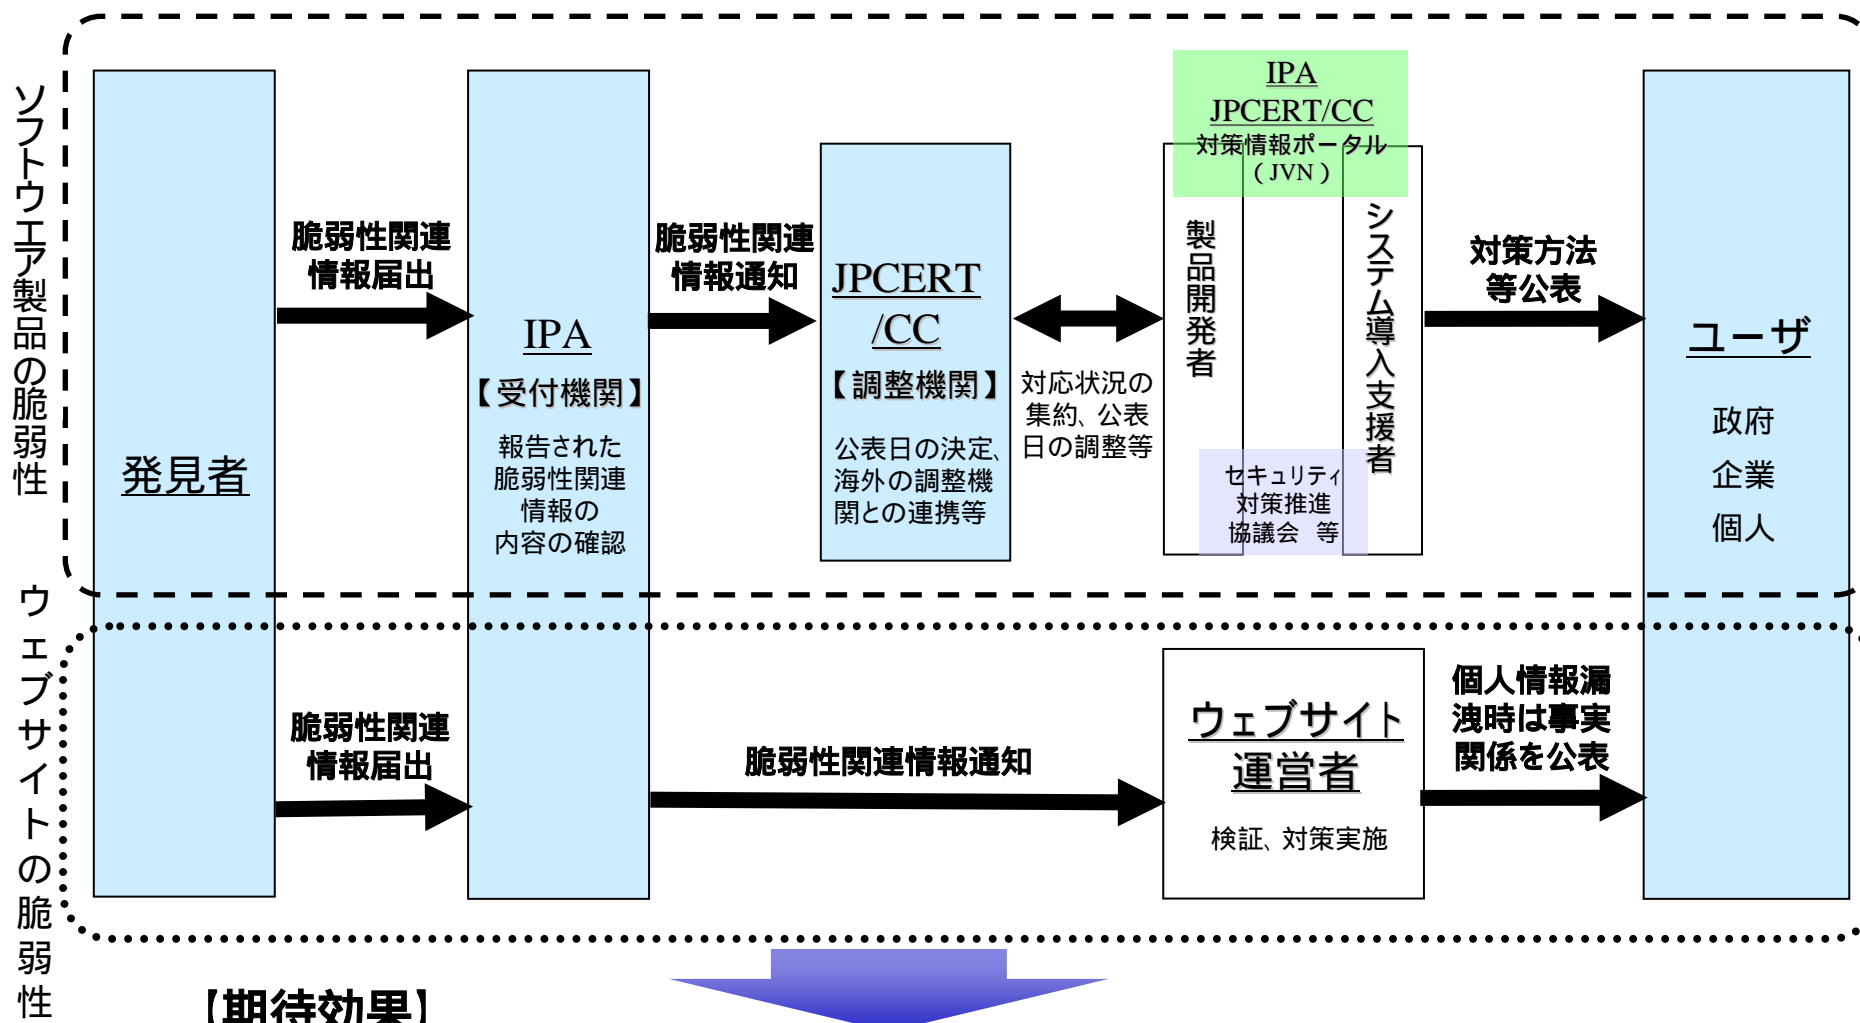 ソフトウエア製品の脆弱性
発見者
脆弱性関連
情報届出
IPA
【受付機関】
報告された
脆弱性関連
情報の
内容の確認
脆弱性関連
情報通知
JPCERT
/CC
【調整機関】
公表日の決定、
海外の調整機
関との連携等
対応状況の
集約、公表
日の調整等
IPA
JPCERT/CC
対策情報ポータル
（JVN）
製品開発者
システム導入支援者
セキュリティ
対策推進
協議会 等
対策方法
等公表
ユーザ
政府
企業
個人
ウェブサイトの脆弱性
脆弱性関連
情報届出
脆弱性関連情報通知
ウェブサイト
運営者
検証、対策実施
個人情報漏
洩時は事実
関係を公表
【期待効果】